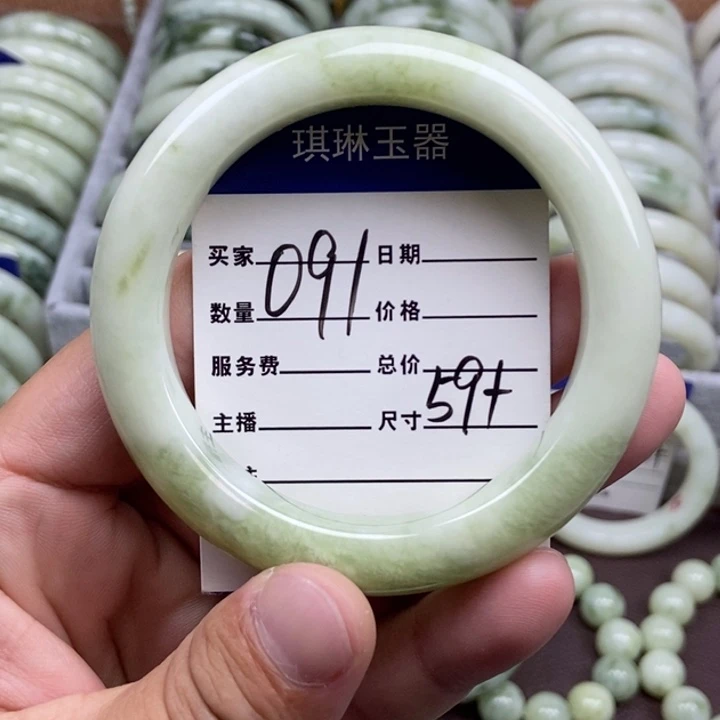 琪琳玉器
买家 091 日期
数量 价格
服务费 总价
主播 尺寸 59+